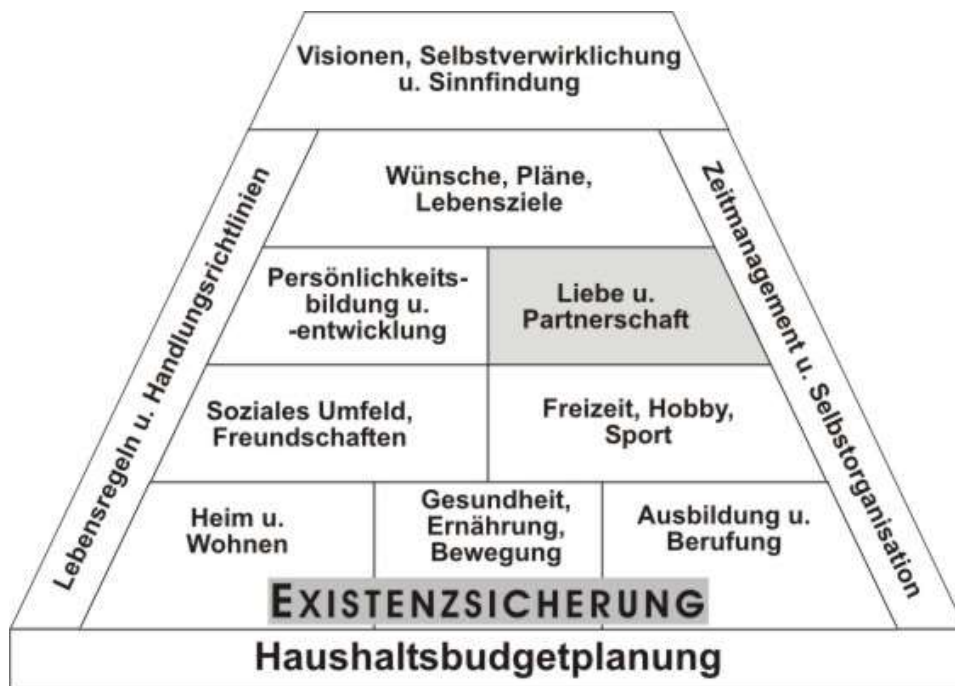 Visionen, Selbstverwirklichung
u. Sinnfindung
Lebensregeln u. Handlungsrichtlinien
Wünsche, Pläne,
Lebensziele
Zeitmanagement u. Selbstorganisation
Persönlichkeits-
bildung u.
-entwicklung
Liebe u.
Partnerschaft
Soziales Umfeld,
Freundschaften
Freizeit, Hobby,
Sport
Heim u.
Wohnen
Gesundheit,
Ernährung,
Bewegung
Ausbildung u.
Berufung
EXISTENZSICHERUNG
Haushaltsbudgetplanung